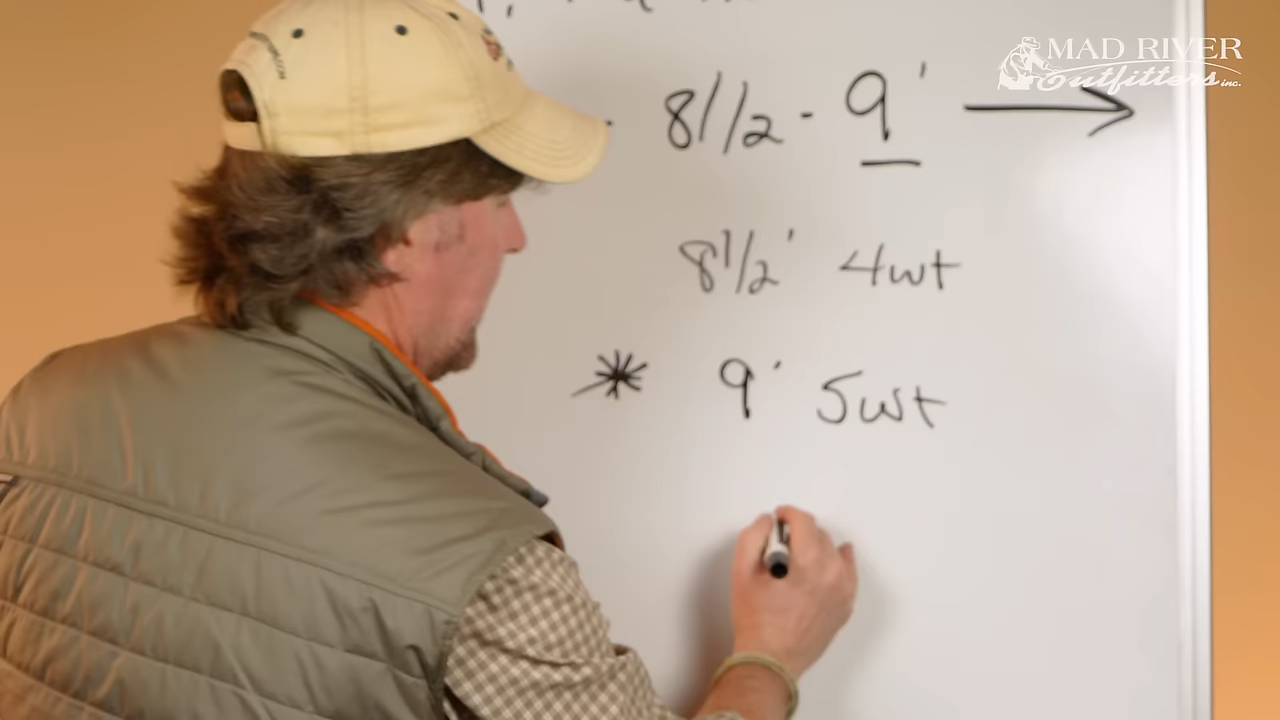 MAD RIVER
Outfitters inc.
8 1/2 - 9' →
8 1/2' 4wt
* 9' 5wt